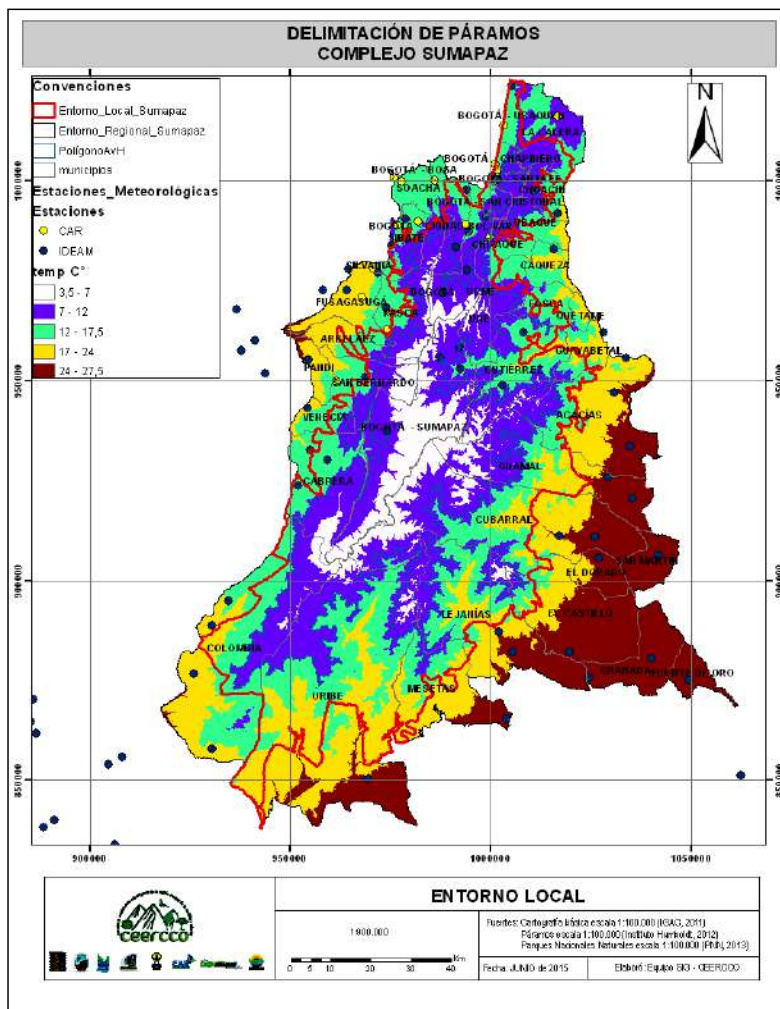 DELIMITACIÓN DE PÁRAMOS
COMPLEJO SUMAPAZ
Convenciones
Entorno_Local_Sumapaz
Entorno_Regional_Sumapaz
PolígonoAvH
municipios
Estaciones_Meteorológicas
Estaciones
CAR
IDEAM
temp C°
3,5 - 7
7 - 12
12 - 17,5
17 - 24
24 - 27,5
N
LA CALERA
BOGOTÁ - CHAPINERO
BOGOTÁ - BOSA
SOACHA
CHOACHÍ
BOGOTÁ - SAN CRISTOBAL
UBAQUE
CHIPAQUE
CÁQUEZA
FUSAGASUGÁ
PASCA
FOSCA
QUETAME
UNE
ARBELÁEZ
GUAYABETAL
PANDI
GUTIÉRREZ
SAN BERNARDO
VENECIA
ACACÍAS
BOGOTÁ - SUMAPAZ
GUAMAL
CABRERA
CUBARRAL
SAN MARTÍN
EL DORADO
LEJANÍAS
EL CASTILLO
COLOMBIA
GRANADA
URIBE
MESETAS
900000
950000
1000000
1050000
ENTORNO LOCAL
ceercco
1:900.000
0 5 10 20 30 40
Km
Fuentes: Cartografía básica escala 1:100.000 (IGAC, 2011)
Páramos escala 1:100.000 (Instituto Humboldt, 2012)
Parques Nacionales Naturales escala 1:100.000 (PNN, 2013)
Fecha: JUNIO de 2015
Elaboró: Equipo SIG - CEERCCO